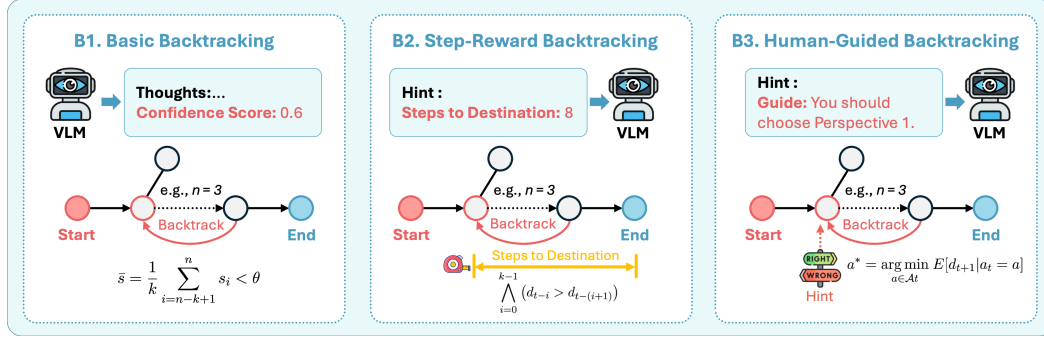 B1. Basic Backtracking
VLM
Thoughts:...
Confidence Score: 0.6
e.g., n = 3
Backtrack
Start
End
s̄ = 1/k ∑_{i=n-k+1}^{n} s_i < θ
B2. Step-Reward Backtracking
Hint :
Steps to Destination: 8
VLM
e.g., n = 3
Backtrack
Start
End
Steps to Destination
⋀_{i=0}^{k-1} (d_{t-i} > d_{t-(i+1)})
B3. Human-Guided Backtracking
Hint :
Guide: You should
choose Perspective 1.
VLM
e.g., n = 3
Backtrack
Start
End
RIGHT
WRONG
Hint
a* = arg min_{a∈𝒜t} E[d_{t+1}|a_t = a]